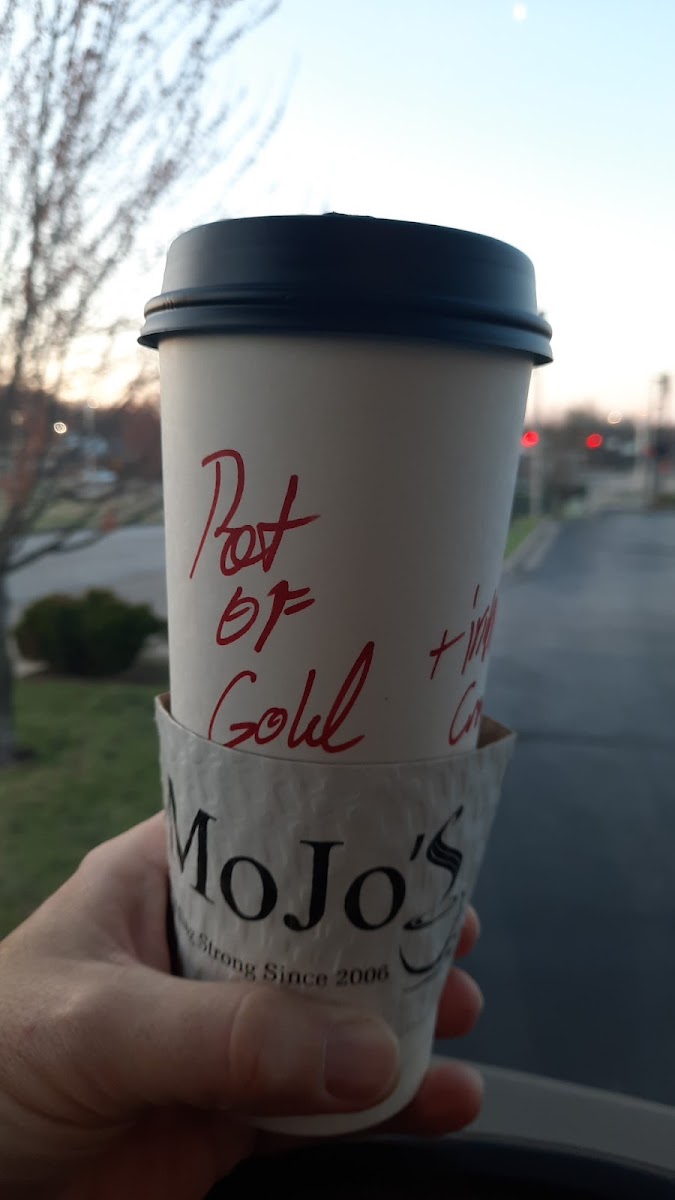 Pot
OF
Gold
+
MoJo's
Strong Since 2006